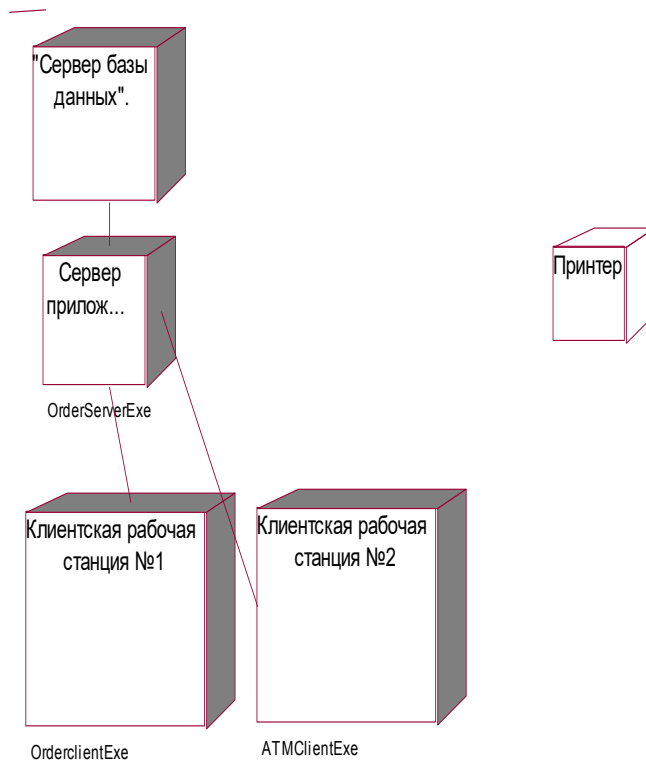 "Сервер базы
данных".
Сервер
прилож...
Принтер
OrderServerExe
Клиентская рабочая
станция №1
Клиентская рабочая
станция №2
OrderclientExe
ATMClientExe